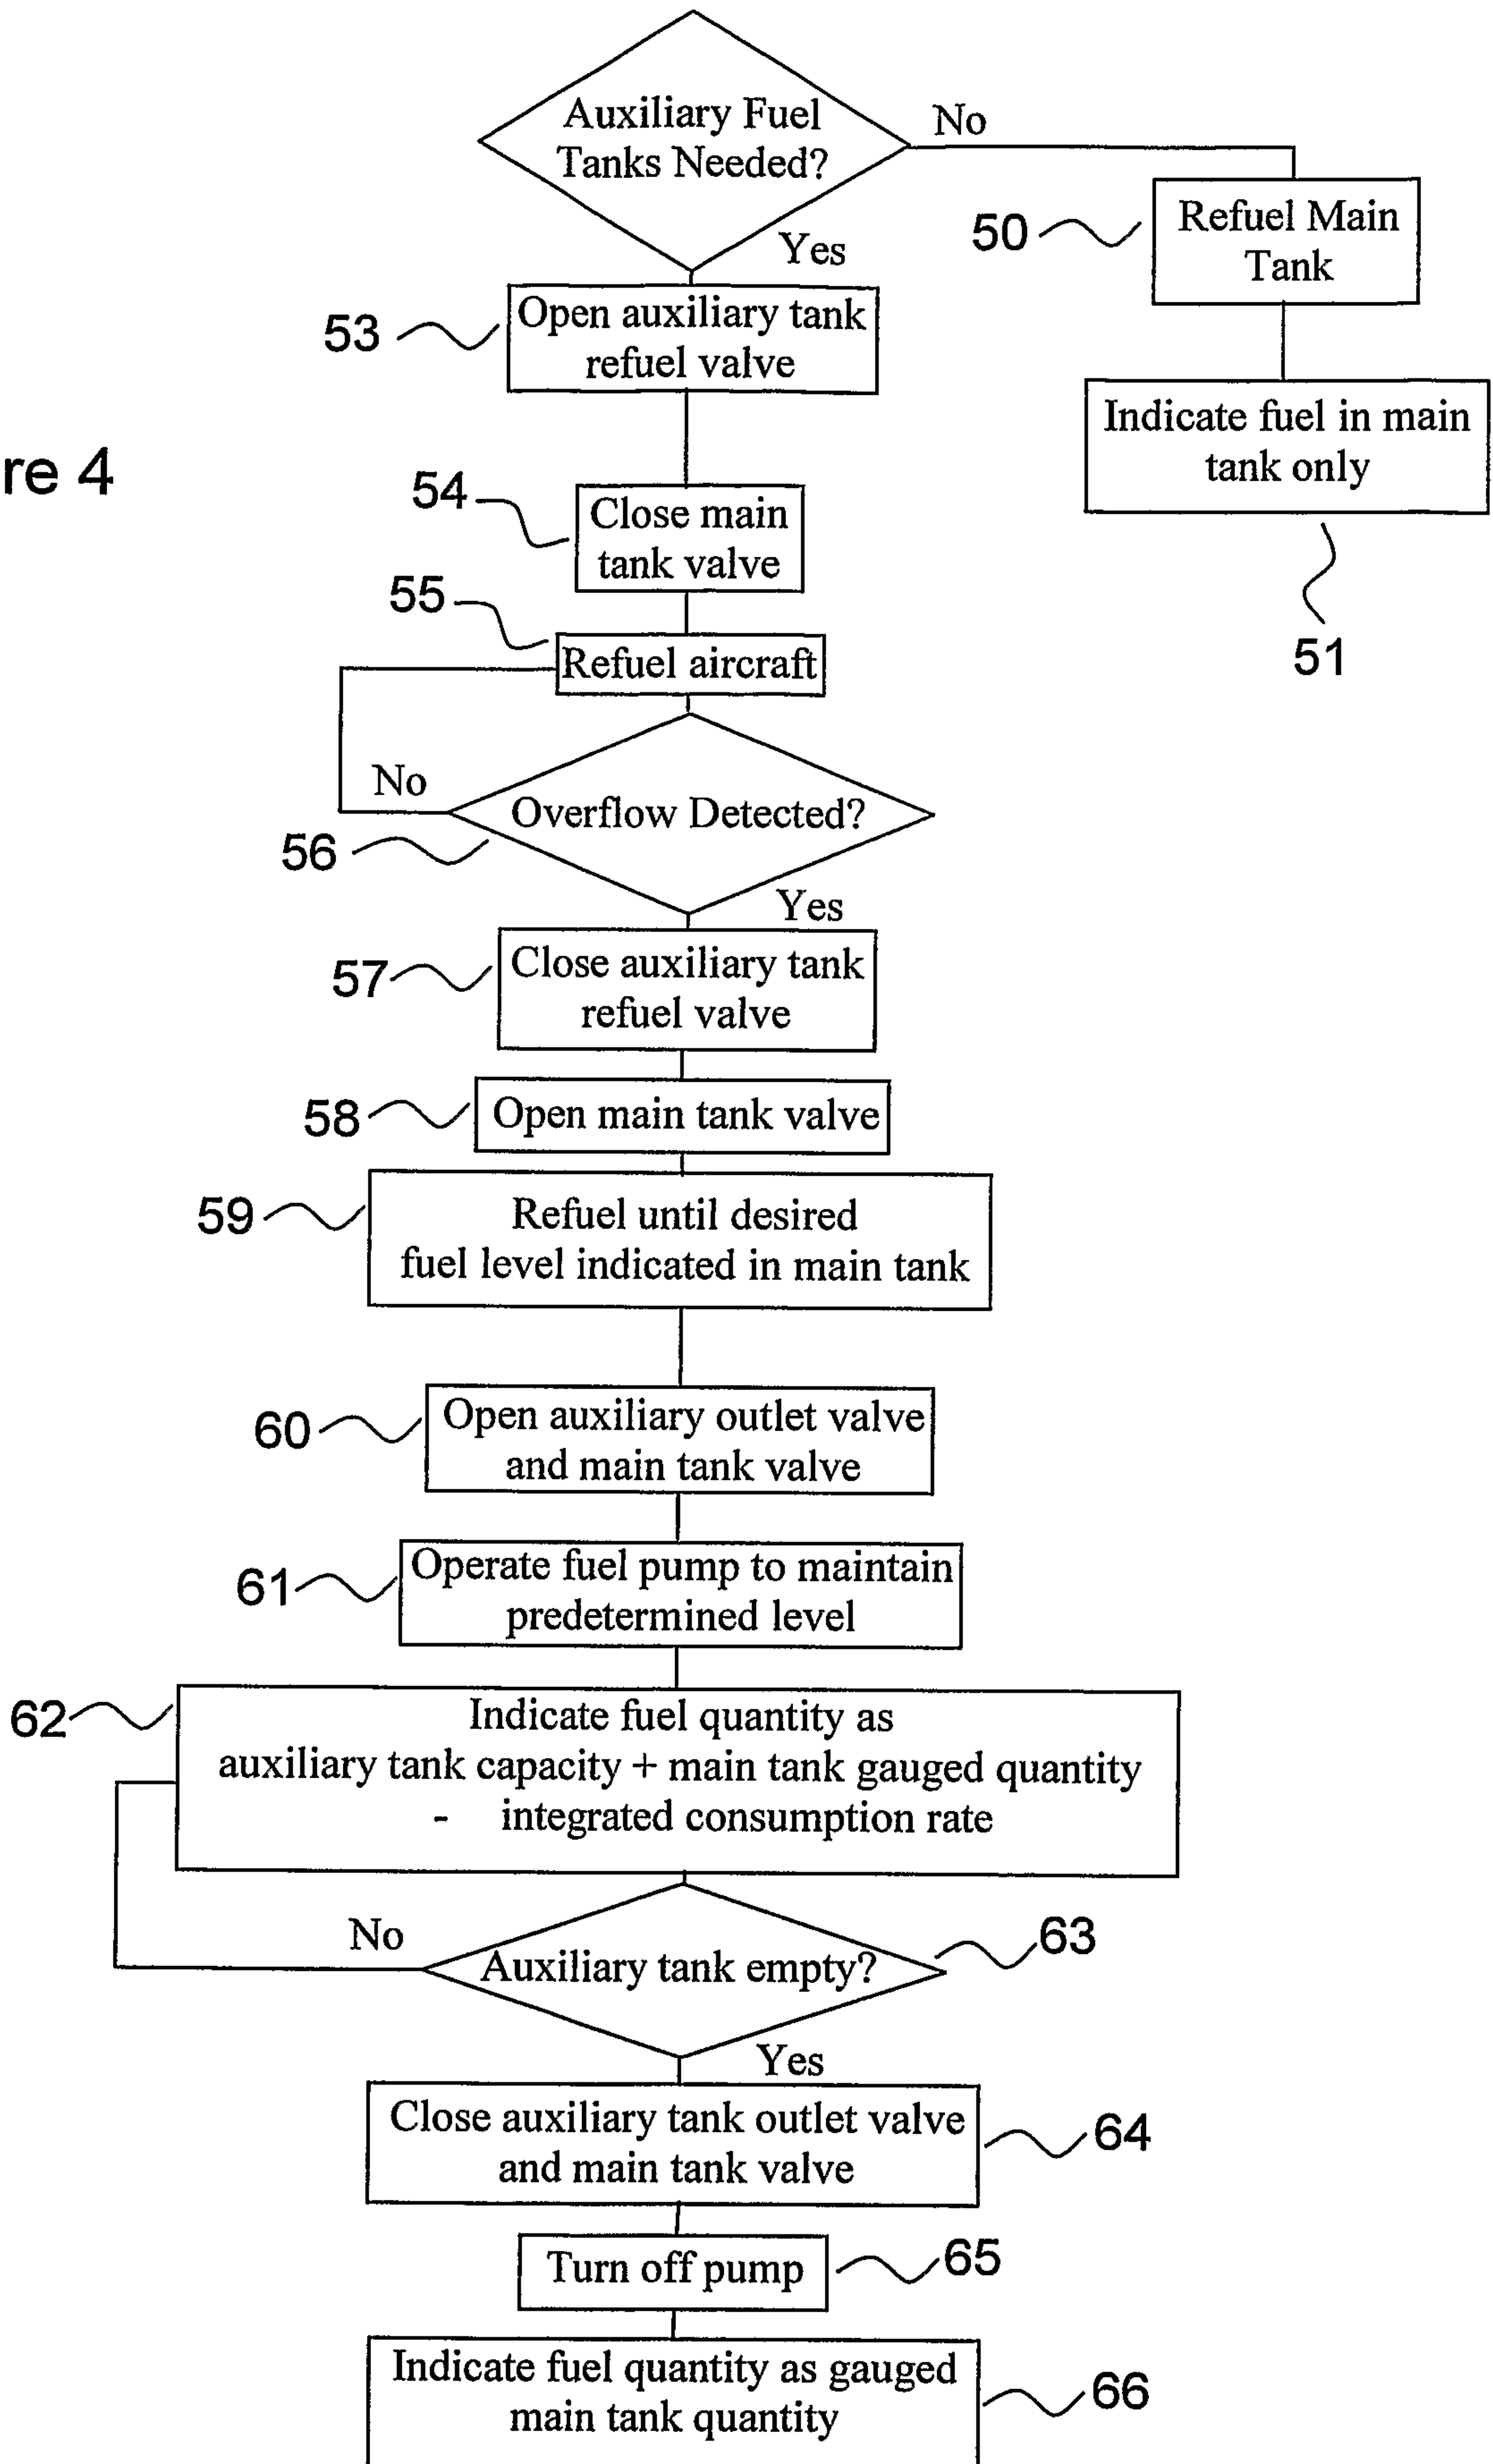 Auxiliary Fuel
Tanks Needed?
No
Yes
50
Refuel Main
Tank
53
Open auxiliary tank
refuel valve
Indicate fuel in main
tank only
51
re 4
54
Close main
tank valve
55
Refuel aircraft
No
Overflow Detected?
56
Yes
57
Close auxiliary tank
refuel valve
58
Open main tank valve
59
Refuel until desired
fuel level indicated in main tank
60
Open auxiliary outlet valve
and main tank valve
61
Operate fuel pump to maintain
predetermined level
62
Indicate fuel quantity as
auxiliary tank capacity + main tank gauged quantity
- integrated consumption rate
No
Auxiliary tank empty?
63
Yes
Close auxiliary tank outlet valve
and main tank valve
64
Turn off pump
65
Indicate fuel quantity as gauged
main tank quantity
66